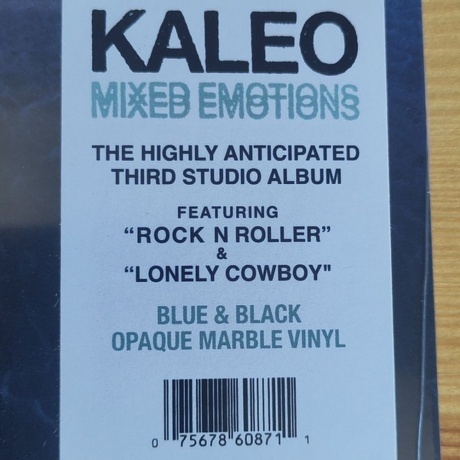 KALEO
MIXED EMOTIONS
THE HIGHLY ANTICIPATED
THIRD STUDIO ALBUM
FEATURING
“ROCK N ROLLER”
&
“LONELY COWBOY"
BLUE & BLACK
OPAQUE MARBLE VINYL
0 75678 60871 1